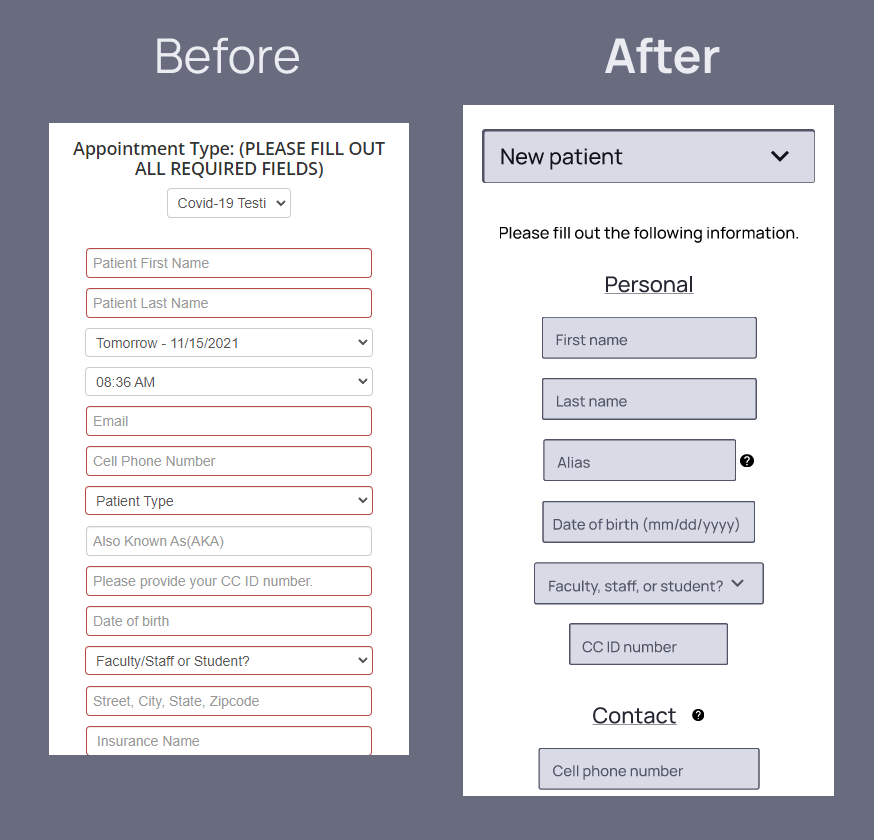 Before
Appointment Type: (PLEASE FILL OUT
ALL REQUIRED FIELDS)
Covid-19 Testi
Patient First Name
Patient Last Name
Tomorrow - 11/15/2021
08:36 AM
Email
Cell Phone Number
Patient Type
Also Known As(AKA)
Please provide your CC ID number.
Date of birth
Faculty/Staff or Student?
Street, City, State, Zipcode
Insurance Name
After
New patient
Please fill out the following information.
Personal
First name
Last name
Alias
?
Date of birth (mm/dd/yyyy)
Faculty, staff, or student?
CC ID number
Contact ?
Cell phone number